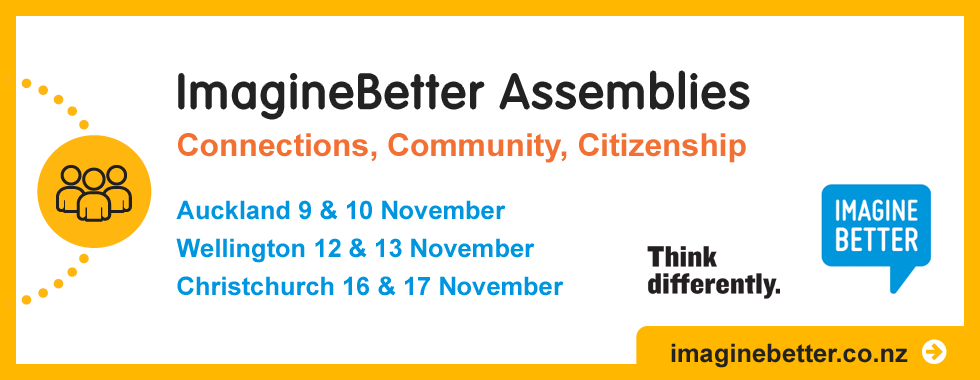 ImagineBetter Assemblies
Connections, Community, Citizenship
Auckland 9 & 10 November
Wellington 12 & 13 November
Christchurch 16 & 17 November
Think
differently.
IMAGINE
BETTER
imaginebetter.co.nz